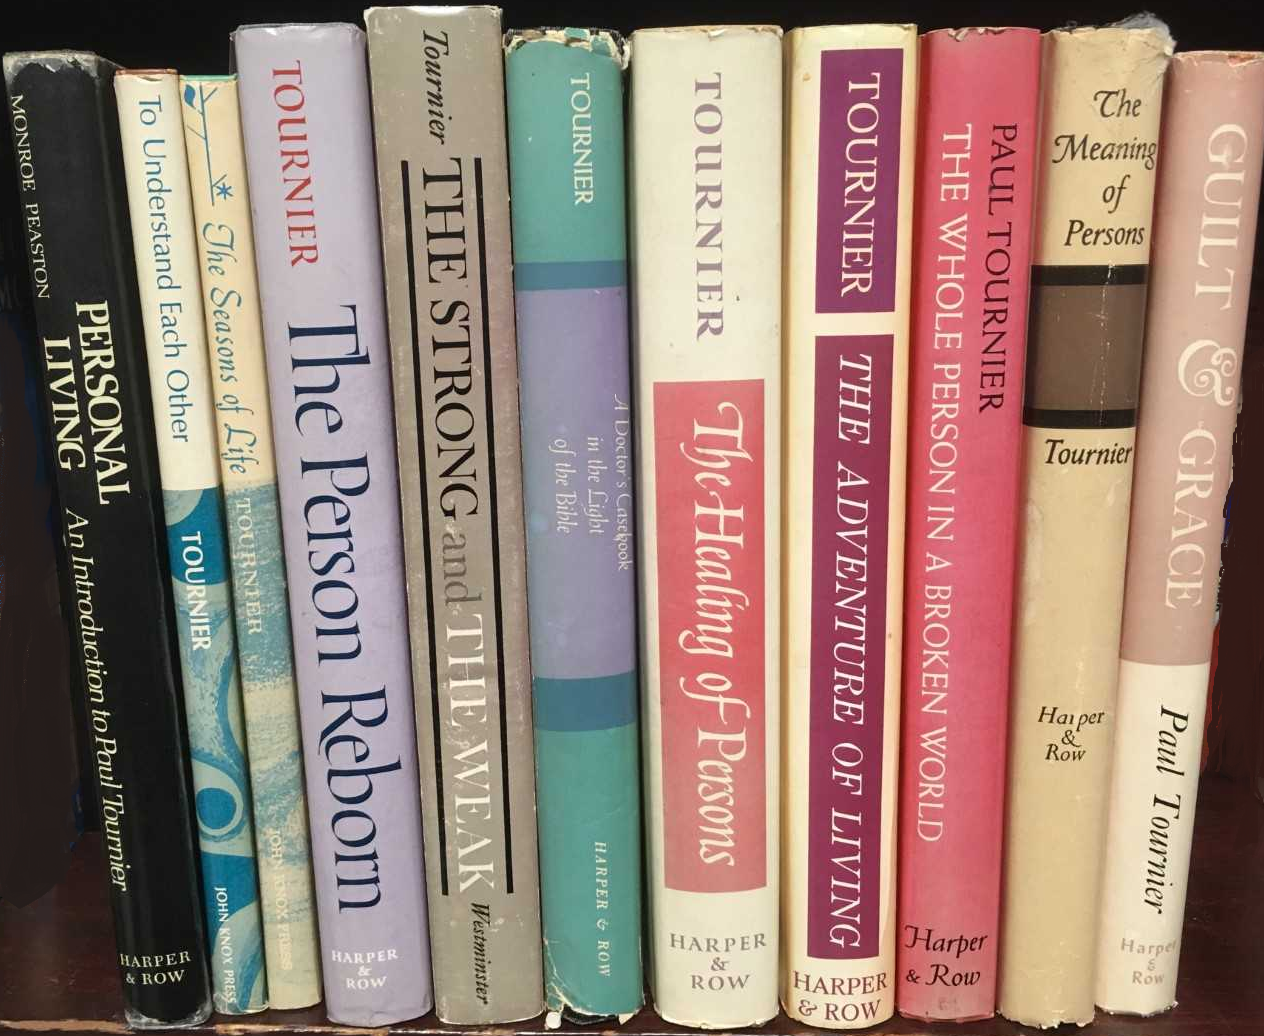 MONROE PEASTON
PERSONAL
LIVING
An Introduction to Paul Tournier
HARPER
& ROW
To Understand Each Other
TOURNIER
JOHN KNOX PRESS
The Seasons of Life
TOURNIER
JOHN KNOX PRESS
TOURNIER
The Person Reborn
HARPER
&
ROW
Tournier
THE STRONG and THE WEAK
Westminster
TOURNIER
A Doctor's Casebook
in the Light
of the Bible
HARPER & ROW
TOURNIER
The Healing of Persons
HARPER
&
ROW
TOURNIER
THE ADVENTURE OF LIVING
HARPER
& ROW
PAUL TOURNIER
THE WHOLE PERSON IN A BROKEN WORLD
Harper
& Row
The
Meaning
of
Persons
Tournier
Harper
&
Row
GUILT & GRACE
Paul Tournier
Harper
&
Row